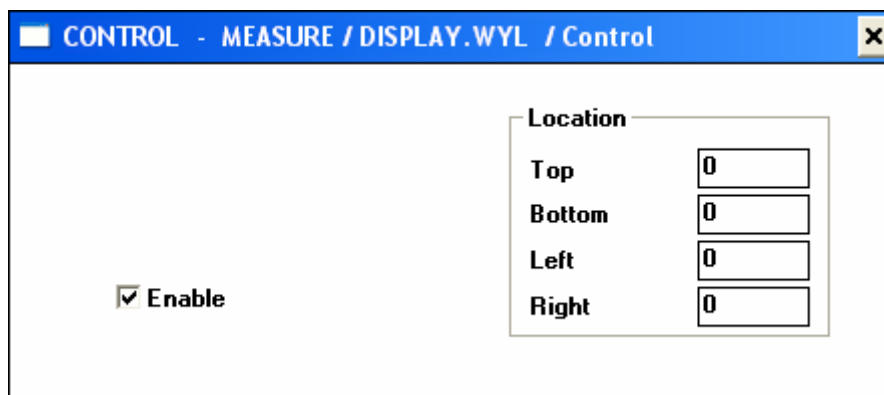 CONTROL - MEASURE / DISPLAY.WYL / Control
Location
Top 0
Bottom 0
Left 0
Enable
Right 0